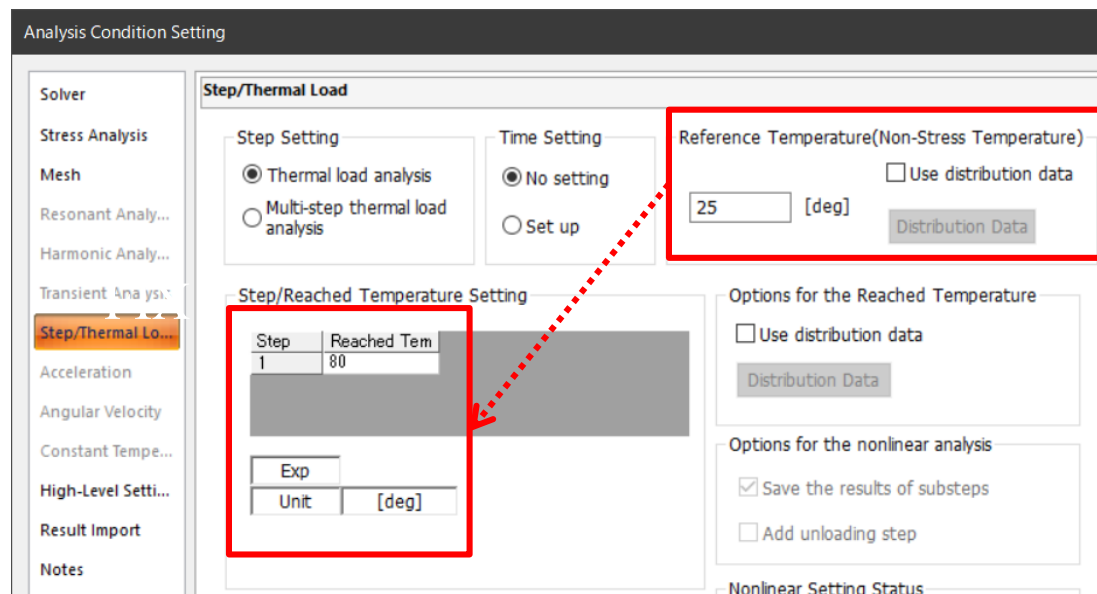 Analysis Condition Setting
Solver
Stress Analysis
Mesh
Resonant Analy...
Harmonic Analy...
Transient
Step/Thermal Lo...
Acceleration
Angular Velocity
Constant Tempe...
High-Level Setti...
Result Import
Notes
Step/Thermal Load
Step Setting
Thermal load analysis
Multi-step thermal load
analysis
Time Setting
No setting
Set up
Reference Temperature(Non-Stress Temperature)
Use distribution data
25 [deg]
Distribution Data
Step/Reached Temperature Setting
Step Reached Tem
1 80
Exp
Unit [deg]
Options for the Reached Temperature
Use distribution data
Distribution Data
Options for the nonlinear analysis
Save the results of substeps
Add unloading step
Nonlinear Setting Status